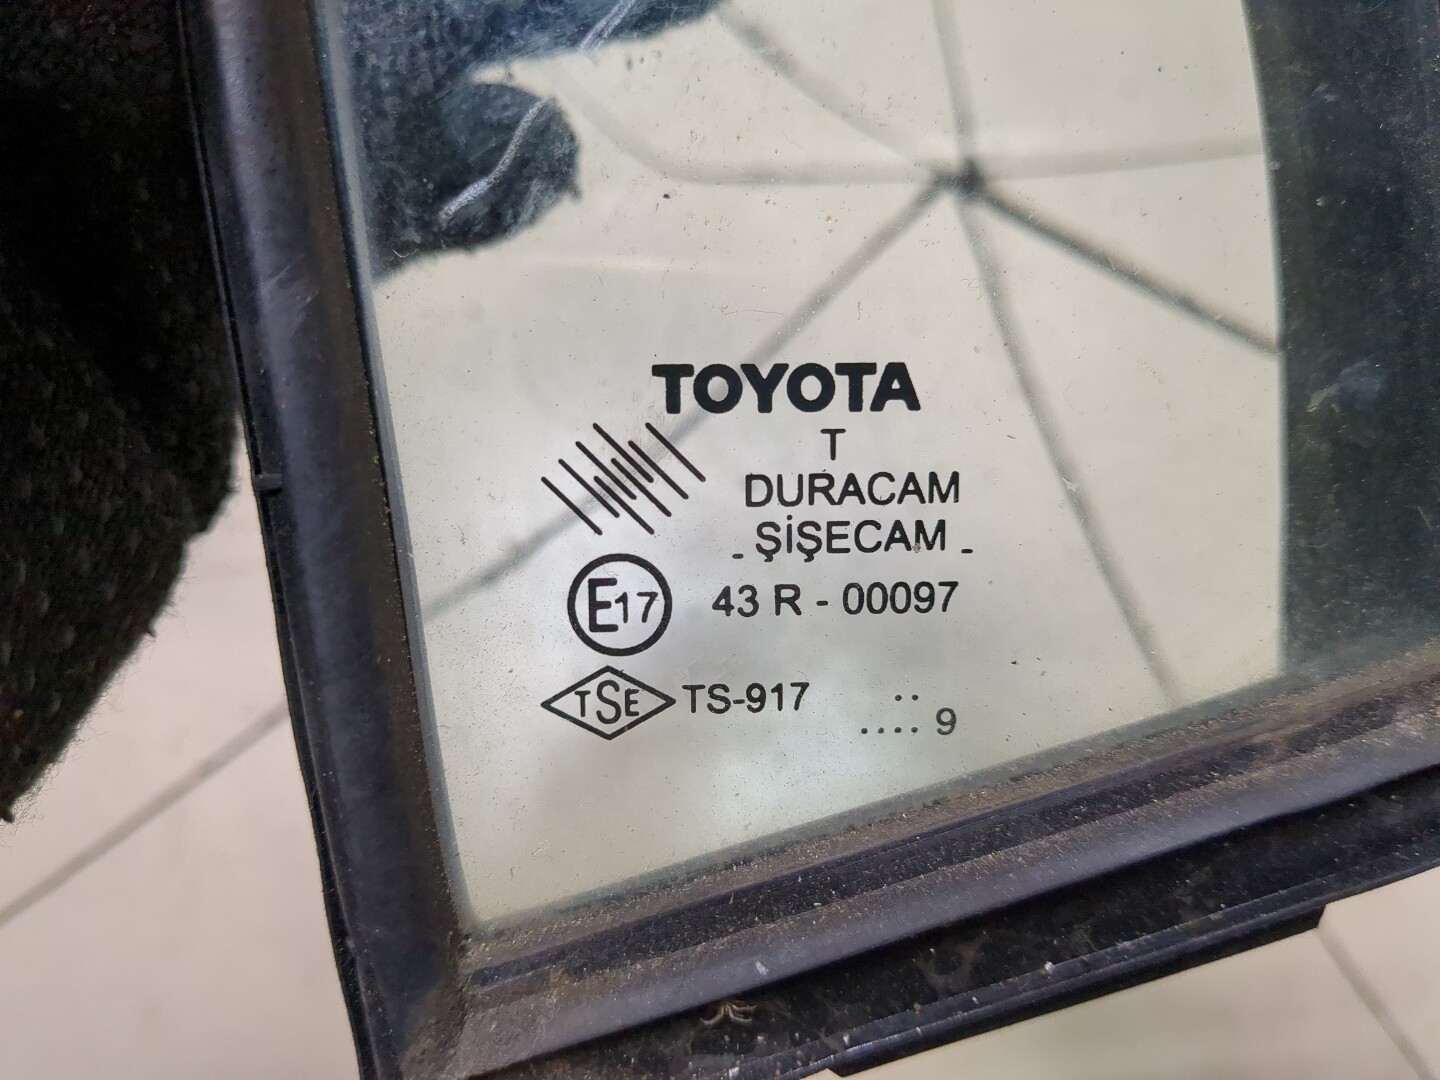 TOYOTA
T
DURACAM
- ŞİŞECAM -
E17 43 R - 00097
TSE TS-917 ..
.... 9